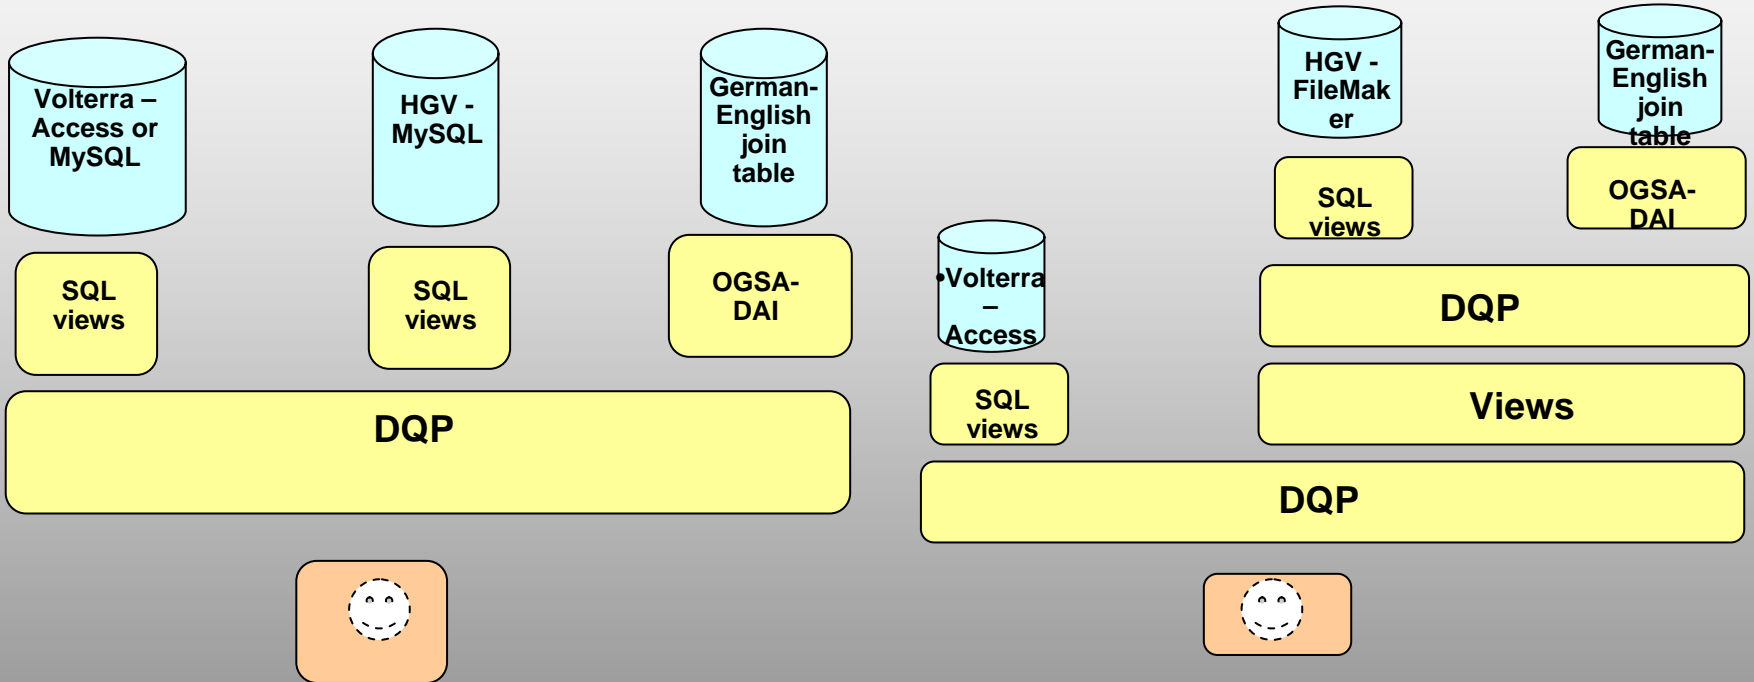 Volterra –
Access or
MySQL
HGV -
MySQL
German-
English
join
table
SQL
views
SQL
views
OGSA-
DAI
DQP
HGV -
FileMak
er
German-
English
join
table
SQL
views
OGSA-
DAI
•Volterra
–
Access
DQP
SQL
views
Views
DQP